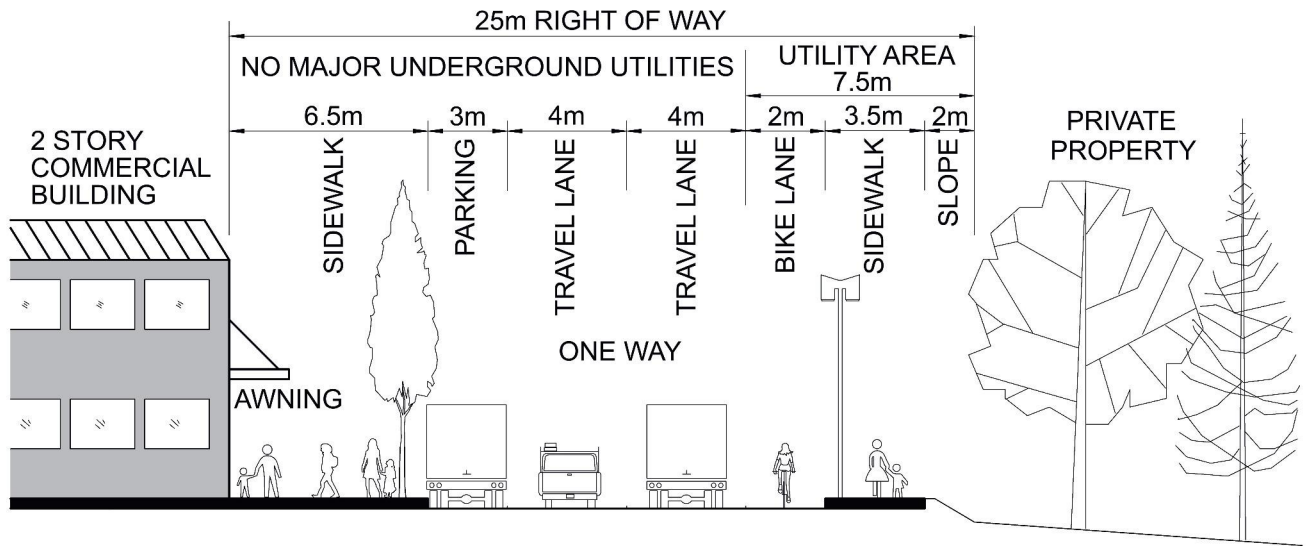 25m RIGHT OF WAY
NO MAJOR UNDERGROUND UTILITIES
UTILITY AREA
7.5m
6.5m
3m
4m
4m
2m
3.5m
2m
2 STORY
COMMERCIAL
BUILDING
SIDEWALK
PARKING
TRAVEL LANE
TRAVEL LANE
BIKE LANE
SIDEWALK
SLOPE
PRIVATE
PROPERTY
ONE WAY
AWNING